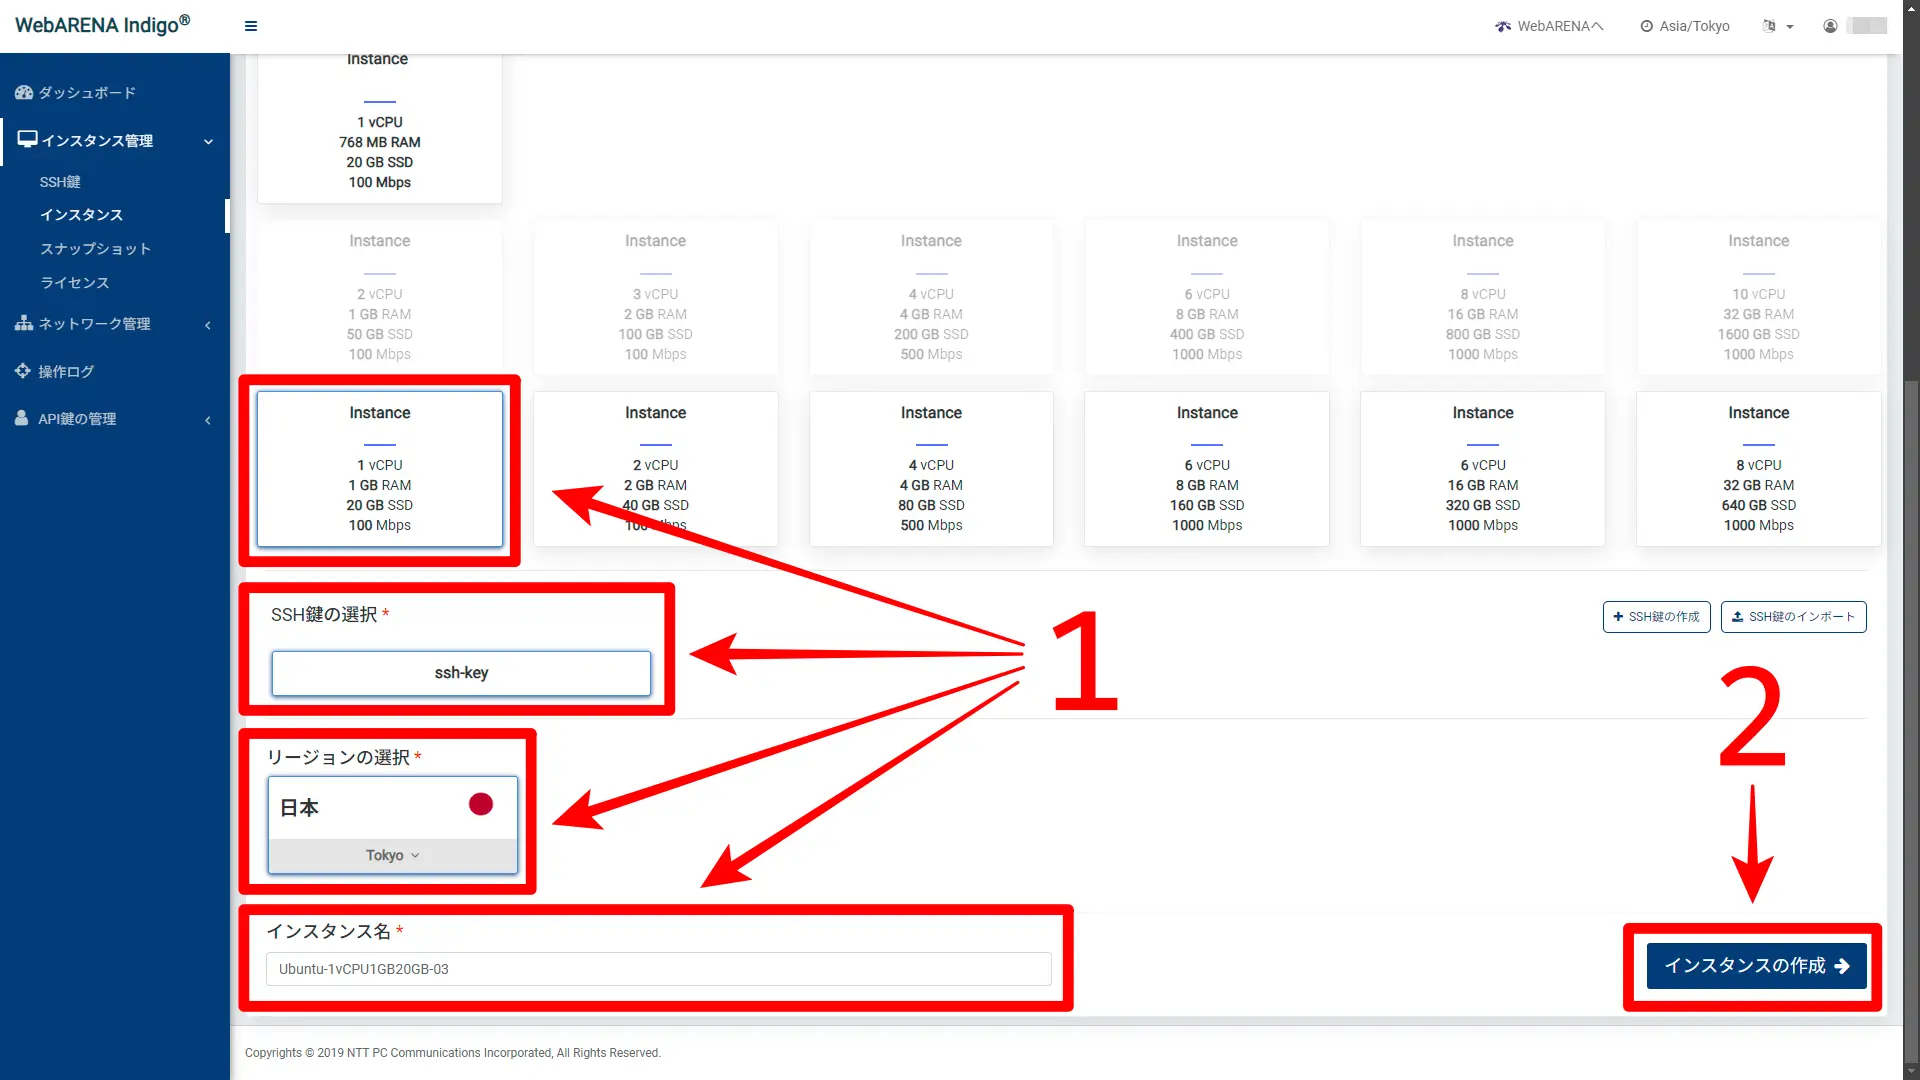 WebARENA Indigo®
WebARENAへ
Asia/Tokyo
ダッシュボード
インスタンス管理
SSH鍵
インスタンス
スナップショット
ライセンス
ネットワーク管理
操作ログ
API鍵の管理
Instance
1 vCPU
768 MB RAM
20 GB SSD
100 Mbps
Instance
2 vCPU
1 GB RAM
50 GB SSD
100 Mbps
Instance
3 vCPU
2 GB RAM
100 GB SSD
100 Mbps
Instance
4 vCPU
4 GB RAM
200 GB SSD
500 Mbps
Instance
6 vCPU
8 GB RAM
400 GB SSD
1000 Mbps
Instance
8 vCPU
16 GB RAM
800 GB SSD
1000 Mbps
Instance
10 vCPU
32 GB RAM
1600 GB SSD
1000 Mbps
Instance
1 vCPU
1 GB RAM
20 GB SSD
100 Mbps
Instance
2 vCPU
2 GB RAM
40 GB SSD
100 Mbps
Instance
4 vCPU
4 GB RAM
80 GB SSD
500 Mbps
Instance
6 vCPU
8 GB RAM
160 GB SSD
1000 Mbps
Instance
6 vCPU
16 GB RAM
320 GB SSD
1000 Mbps
Instance
8 vCPU
32 GB RAM
640 GB SSD
1000 Mbps
SSH鍵の選択 *
SSH鍵の作成
SSH鍵のインポート
ssh-key
1
2
リージョンの選択 *
日本
Tokyo
インスタンス名 *
Ubuntu-1vCPU1GB20GB-03
インスタンスの作成
Copyrights © 2019 NTT PC Communications Incorporated, All Rights Reserved.